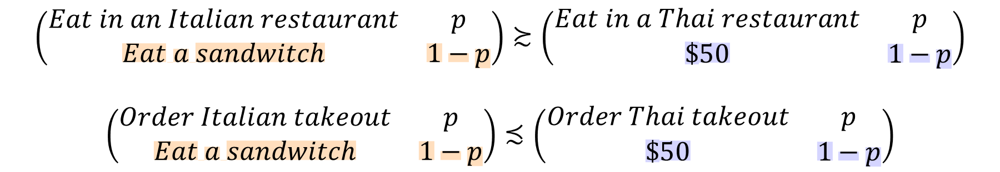 (Eat in an Italian restaurant p) ≿ (Eat in a Thai restaurant p)
Eat a sandwitch 1 − p $50 1 − p
(Order Italian takeout p) ≾ (Order Thai takeout p)
Eat a sandwitch 1 − p $50 1 − p